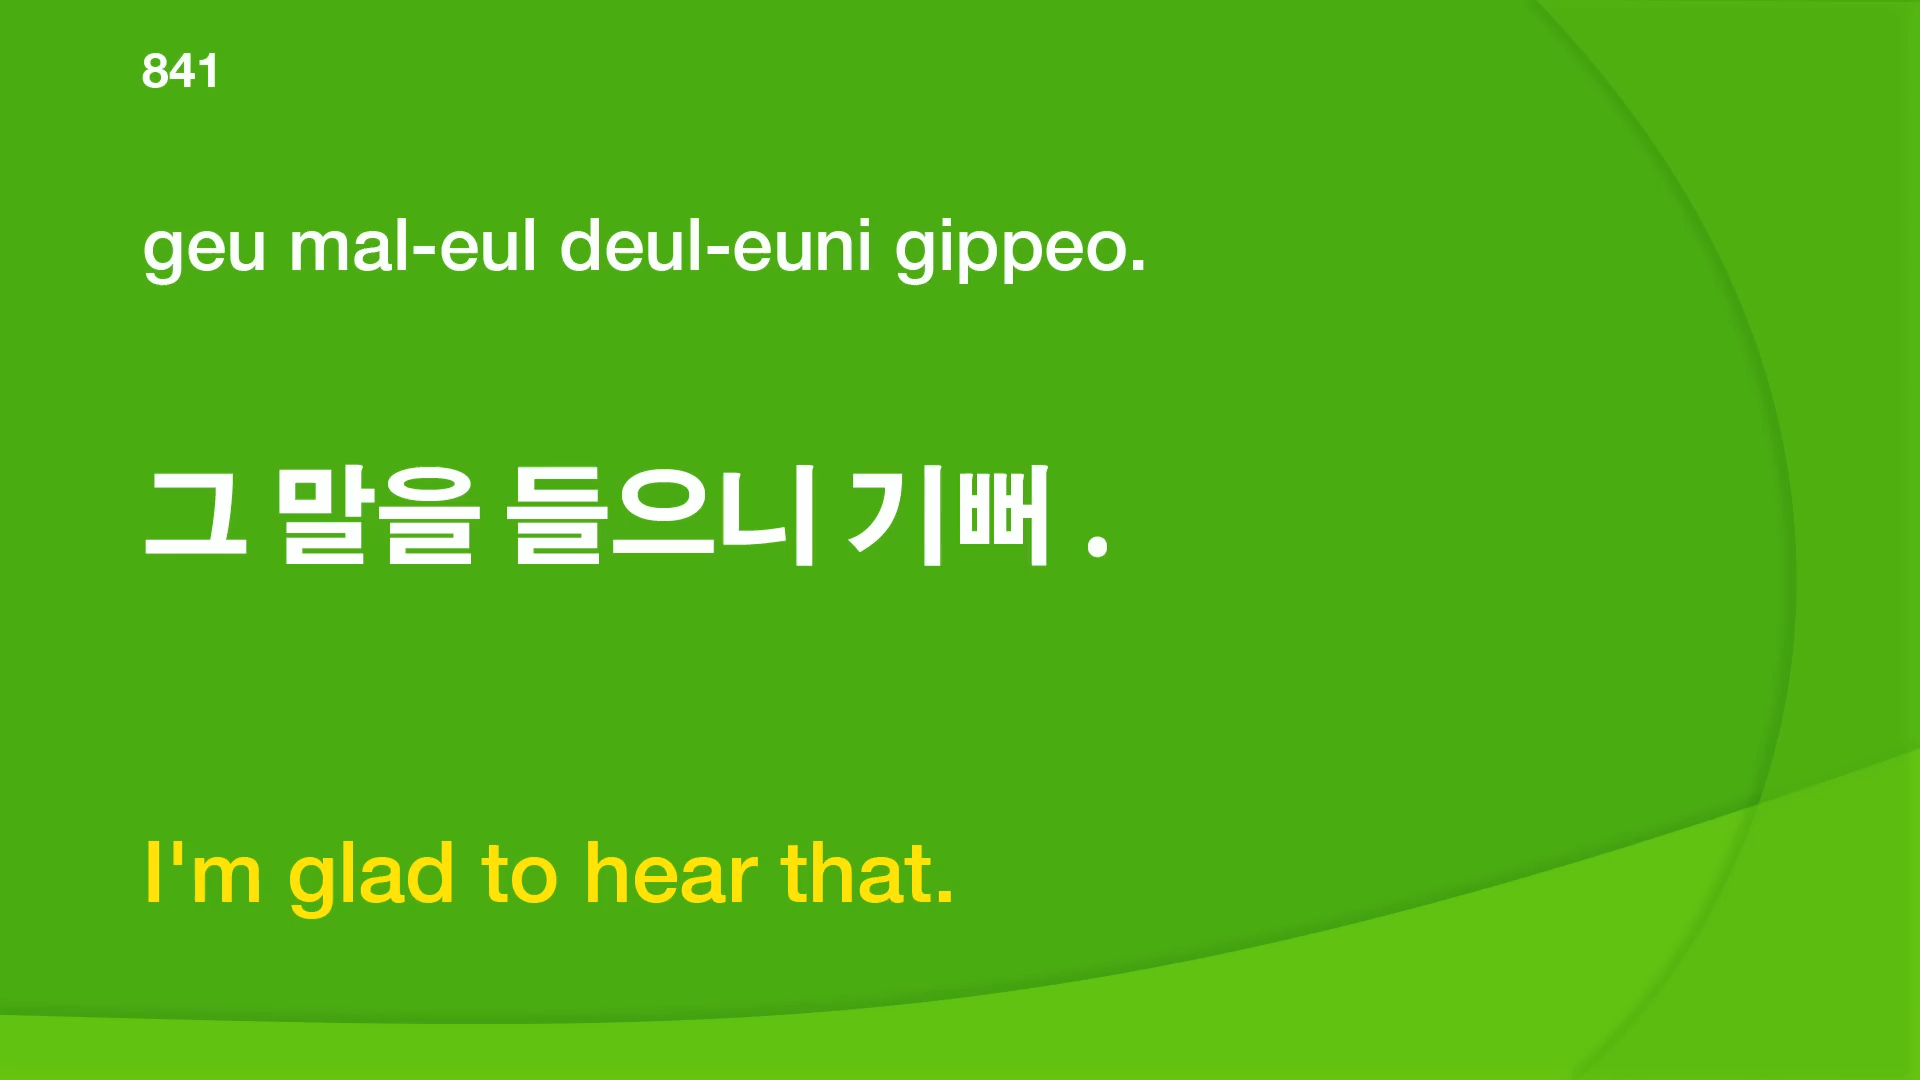 841
geu mal-eul deul-euni gippeo.
그 말을 들으니 기뻐 .
I'm glad to hear that.